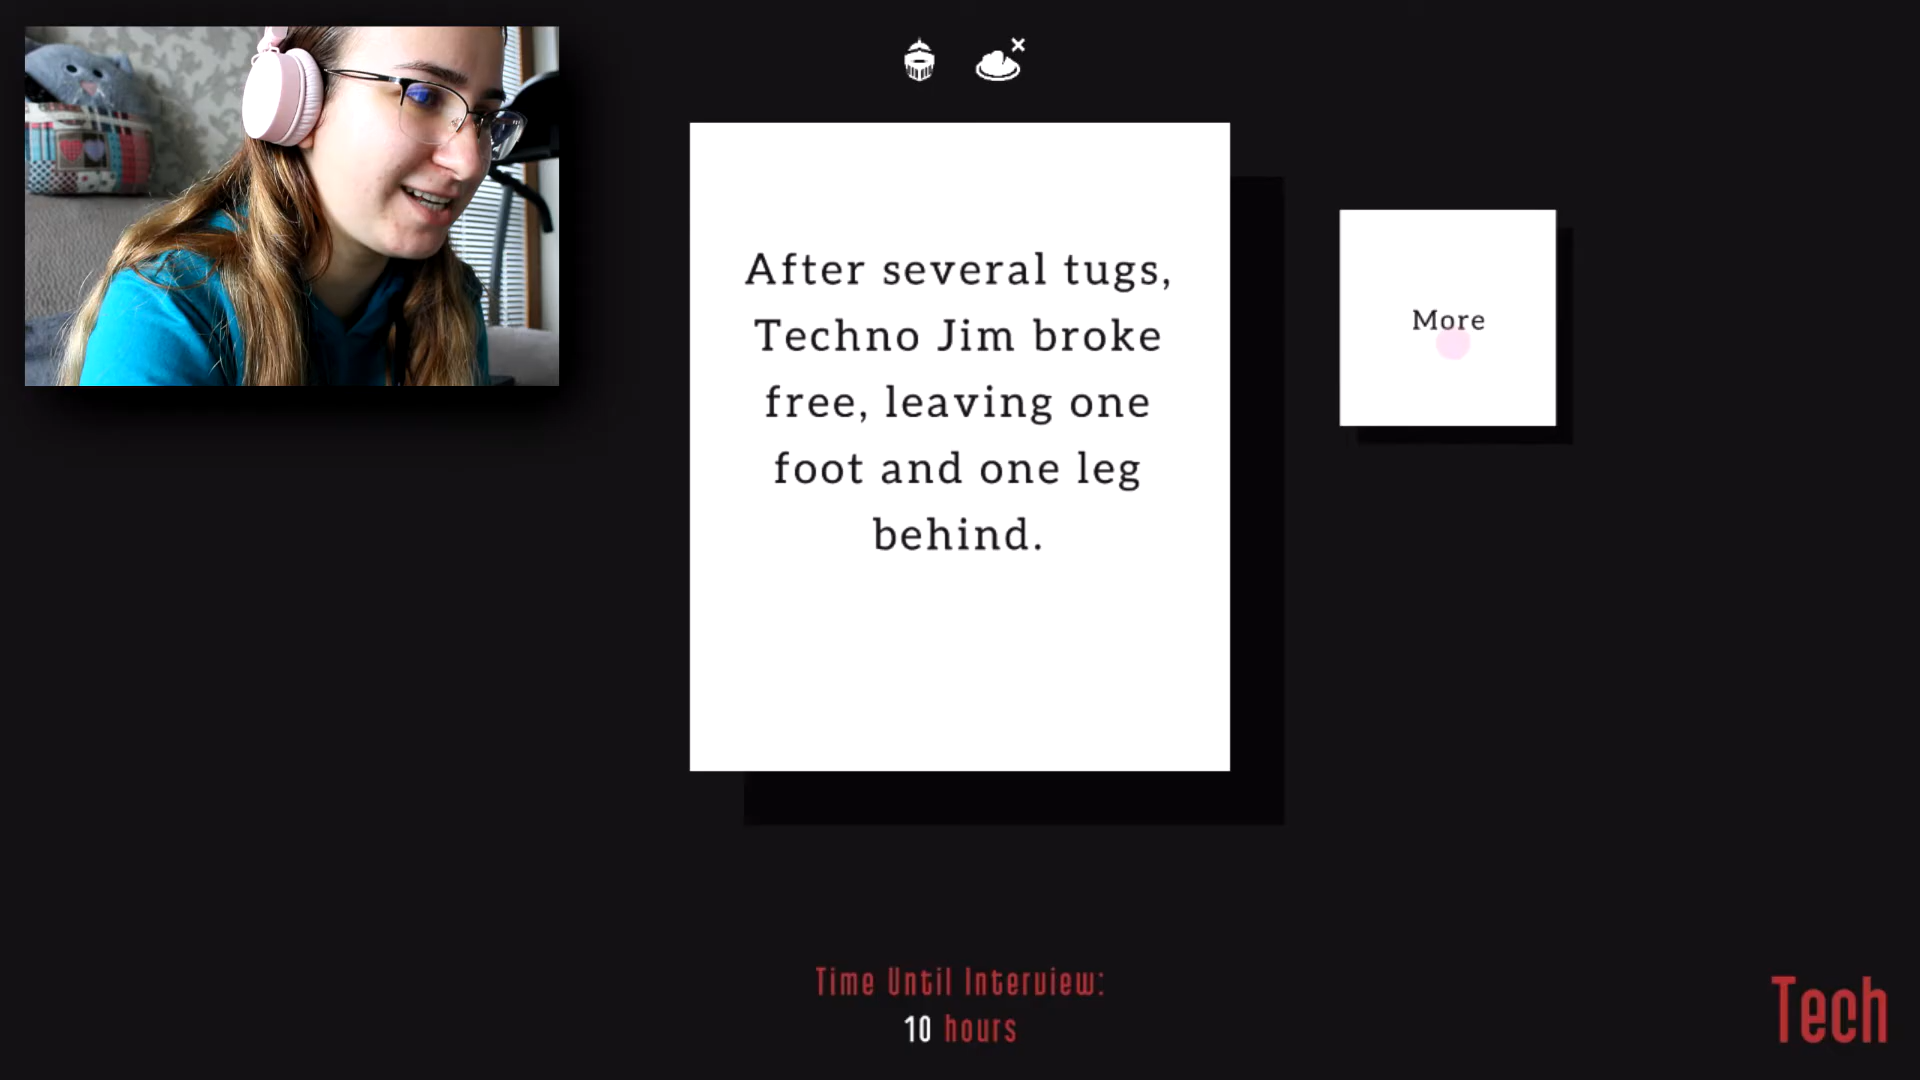 After several tugs,
Techno Jim broke
free, leaving one
foot and one leg
behind.
More
Time Until Interview:
10 hours
Tech